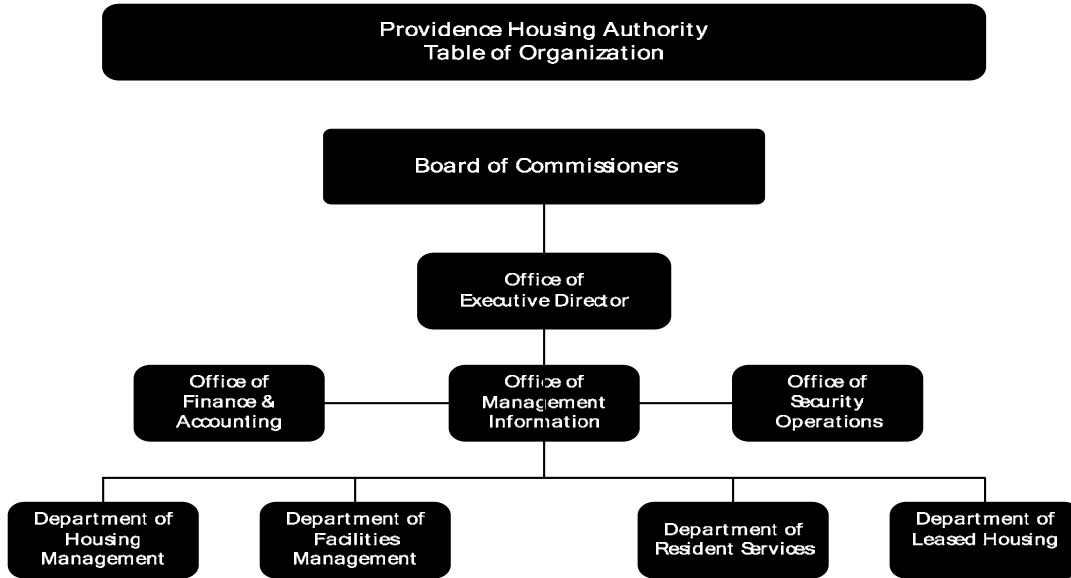 Providence Housing Authority
Table of Organization
Board of Commissioners
Office of
Executive Director
Office of
Finance &
Accounting
Office of
Management
Information
Office of
Security
Operations
Department of
Housing
Management
Department of
Facilities
Management
Department of
Resident Services
Department of
Leased Housing